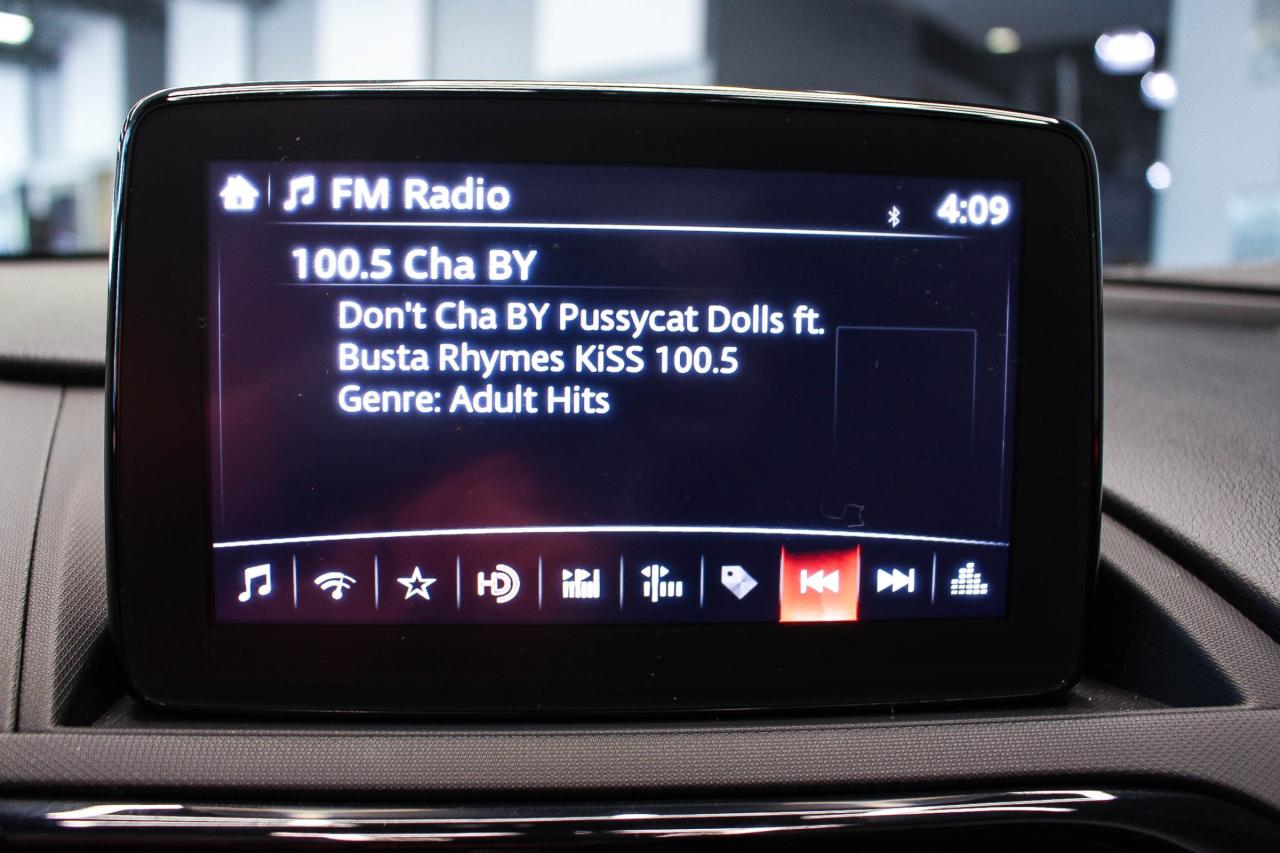 FM Radio
4:09
100.5 Cha BY
Don't Cha BY Pussycat Dolls ft.
Busta Rhymes KiSS 100.5
Genre: Adult Hits
HD